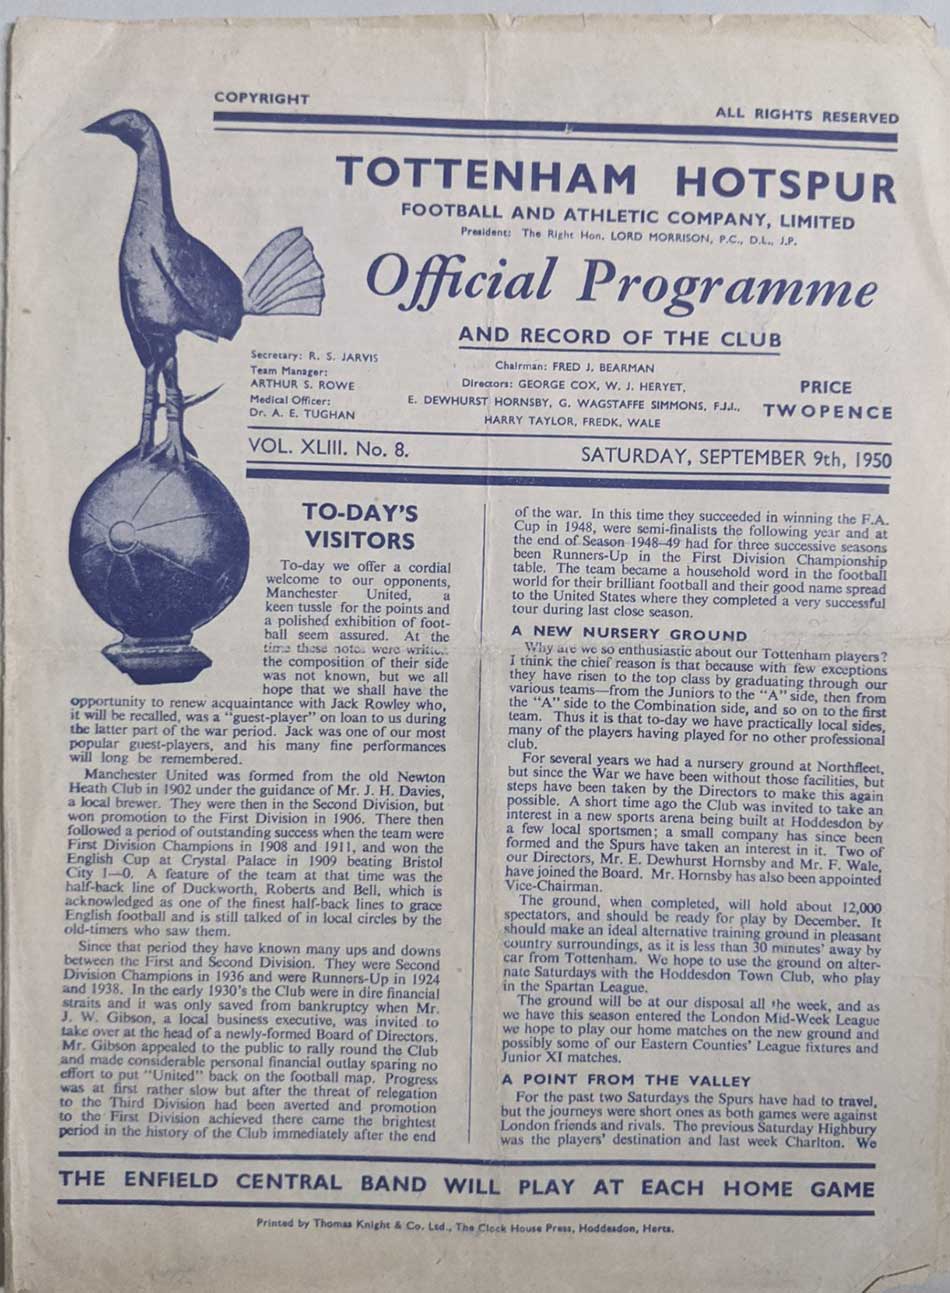 COPYRIGHT
ALL RIGHTS RESERVED
TOTTENHAM HOTSPUR
FOOTBALL AND ATHLETIC COMPANY, LIMITED
President: The Right Hon. LORD MORRISON, P.C., D.L., J.P.
Official Programme
AND RECORD OF THE CLUB
Secretary: R. S. JARVIS
Team Manager:
ARTHUR S. ROWE
Medical Officer:
Dr. A. E. TUGHAN
Chairman: FRED J. BEARMAN
Directors: GEORGE COX, W. J. HERYET,
E. DEWHURST HORNSBY, G. WAGSTAFFE SIMMONS, F.J.I.,
HARRY TAYLOR, FREDK. WALE
PRICE
TWOPENCE
VOL. XLIII. No. 8.
SATURDAY, SEPTEMBER 9th, 1950
TO-DAY'S
VISITORS
To-day we offer a cordial
welcome to our opponents,
Manchester United, a
keen tussle for the points and
a polished exhibition of foot-
ball seem assured. At the
time these notes were written
the composition of their side
was not known, but we all
hope that we shall have the
opportunity to renew acquaintance with Jack Rowley who,
it will be recalled, was a "guest-player" on loan to us during
the latter part of the war period. Jack was one of our most
popular guest-players, and his many fine performances
will long be remembered.
Manchester United was formed from the old Newton
Heath Club in 1902 under the guidance of Mr. J. H. Davies,
a local brewer. They were then in the Second Division, but
won promotion to the First Division in 1906. There then
followed a period of outstanding success when the team were
First Division Champions in 1908 and 1911, and won the
English Cup at Crystal Palace in 1909 beating Bristol
City 1—0. A feature of the team at that time was the
half-back line of Duckworth, Roberts and Bell, which is
acknowledged as one of the finest half-back lines to grace
English football and is still talked of in local circles by the
old-timers who saw them.
Since that period they have known many ups and downs
between the First and Second Division. They were Second
Division Champions in 1936 and were Runners-Up in 1924
and 1938. In the early 1930's the Club were in dire financial
straits and it was only saved from bankruptcy when Mr.
J. W. Gibson, a local business executive, was invited to
take over at the head of a newly-formed Board of Directors.
Mr. Gibson appealed to the public to rally round the Club
and made considerable personal financial outlay sparing no
effort to put "United" back on the football map. Progress
was at first rather slow but after the threat of relegation
to the Third Division had been averted and promotion
to the First Division achieved there came the brightest
period in the history of the Club immediately after the end
of the war. In this time they succeeded in winning the F.A.
Cup in 1948, were semi-finalists the following year and at
the end of Season 1948-49 had for three successive seasons
been Runners-Up in the First Division Championship
table. The team became a household word in the football
world for their brilliant football and their good name spread
to the United States where they completed a very successful
tour during last close season.
A NEW NURSERY GROUND
Why are we so enthusiastic about our Tottenham players?
I think the chief reason is that because with few exceptions
they have risen to the top class by graduating through our
various teams—from the Juniors to the "A" side, then from
the "A" side to the Combination side, and so on to the first
team. Thus it is that to-day we have practically local sides,
many of the players having played for no other professional
club.
For several years we had a nursery ground at Northfleet,
but since the War we have been without those facilities, but
steps have been taken by the Directors to make this again
possible. A short time ago the Club was invited to take an
interest in a new sports arena being built at Hoddesdon by
a few local sportsmen; a small company has since been
formed and the Spurs have taken an interest in it. Two of
our Directors, Mr. E. Dewhurst Hornsby and Mr. F. Wale,
have joined the Board. Mr. Hornsby has also been appointed
Vice-Chairman.
The ground, when completed, will hold about 12,000
spectators, and should be ready for play by December. It
should make an ideal alternative training ground in pleasant
country surroundings, as it is less than 30 minutes' away by
car from Tottenham. We hope to use the ground on alter-
nate Saturdays with the Hoddesdon Town Club, who play
in the Spartan League.
The ground will be at our disposal all the week, and as
we have this season entered the London Mid-Week League
we hope to play our home matches on the new ground and
possibly some of our Eastern Counties' League fixtures and
Junior XI matches.
A POINT FROM THE VALLEY
For the past two Saturdays the Spurs have had to travel,
but the journeys were short ones as both games were against
London friends and rivals. The previous Saturday Highbury
was the players' destination and last week Charlton. We
THE ENFIELD CENTRAL BAND WILL PLAY AT EACH HOME GAME
Printed by Thomas Knight & Co. Ltd., The Clock House Press, Hoddesdon, Herts.